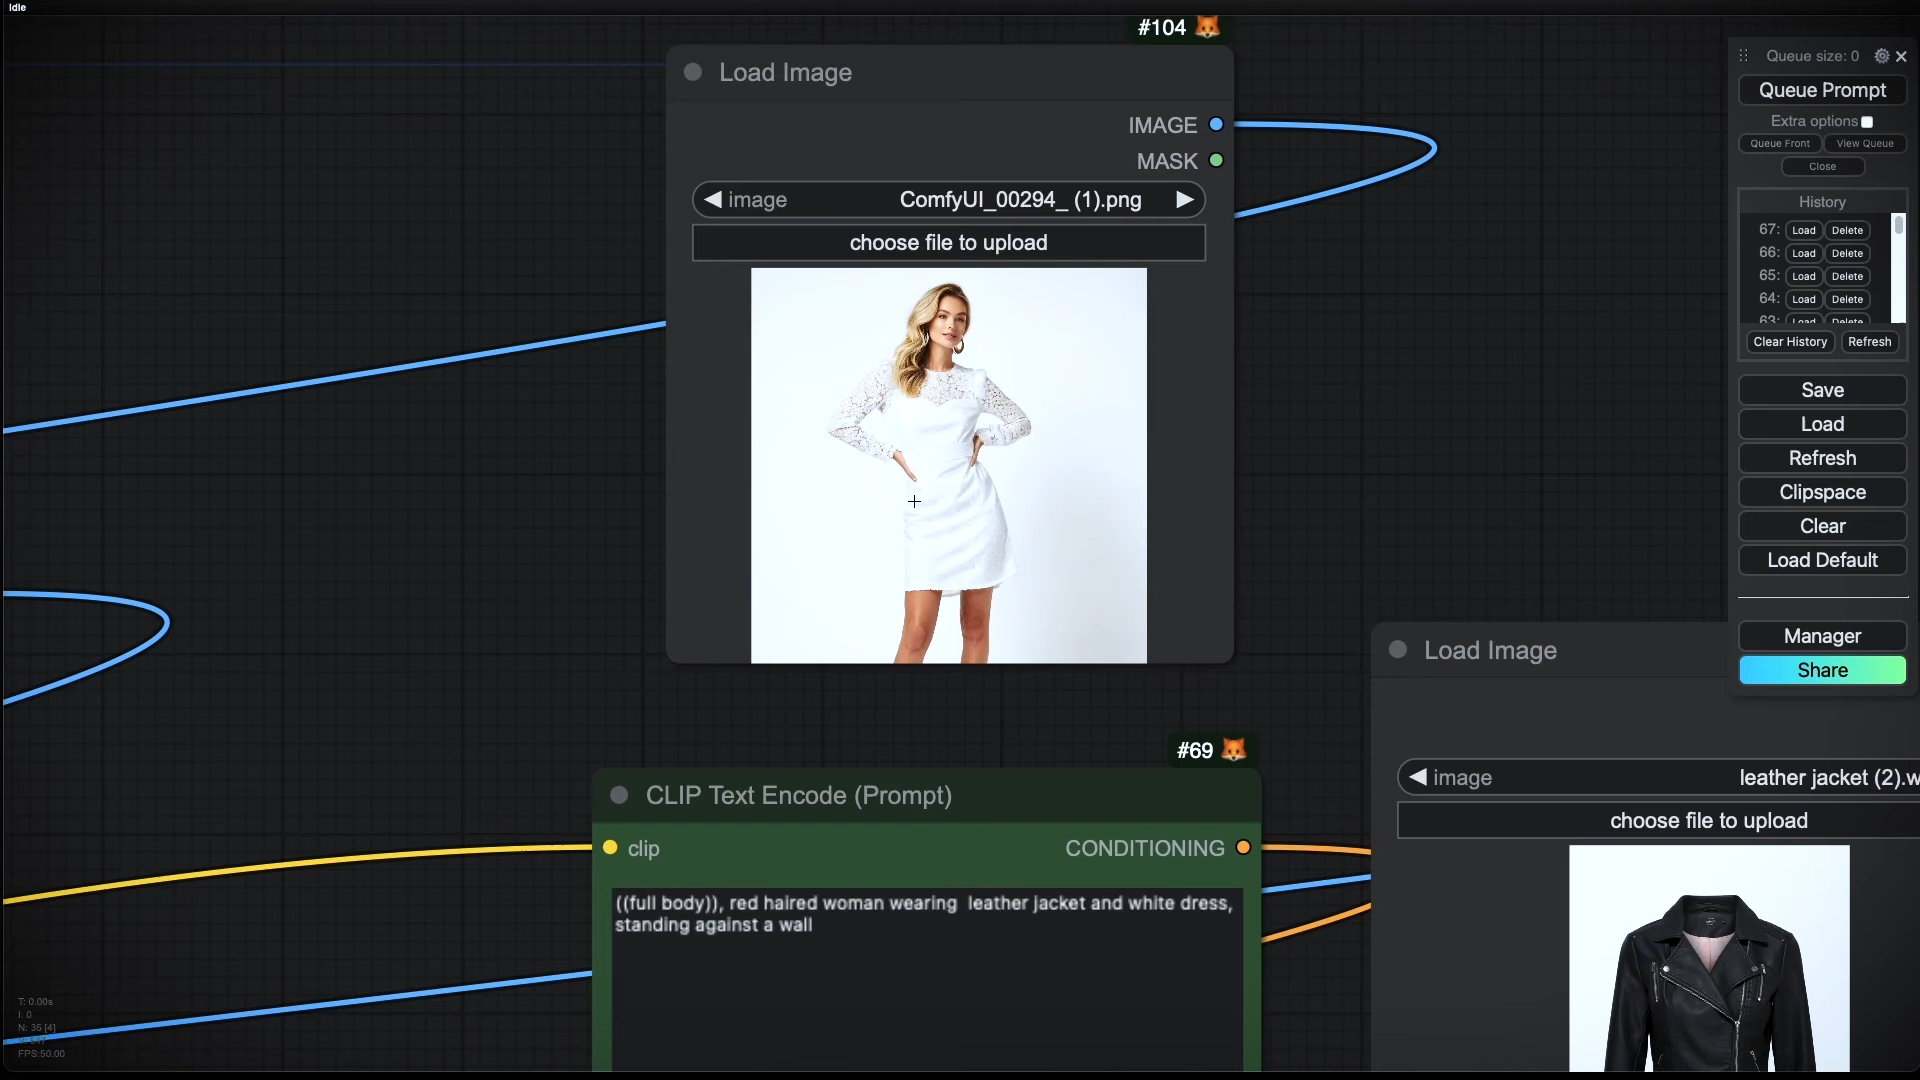 Idle
#104
Load Image
IMAGE
MASK
image ComfyUI_00294_ (1).png
choose file to upload
Queue size: 0
Queue Prompt
Extra options
Queue Front View Queue
Close
History
67: Load Delete
66: Load Delete
65: Load Delete
64: Load Delete
63: Load Delete
Clear History Refresh
Save
Load
Refresh
Clipspace
Clear
Load Default
Manager
Share
Load Image
image leather jacket (2).w
choose file to upload
#69
CLIP Text Encode (Prompt)
clip CONDITIONING
((full body)), red haired woman wearing  leather jacket and white dress,
standing against a wall
T: 0.00s
I: 0
N: 35 [4]
FPS:50.00